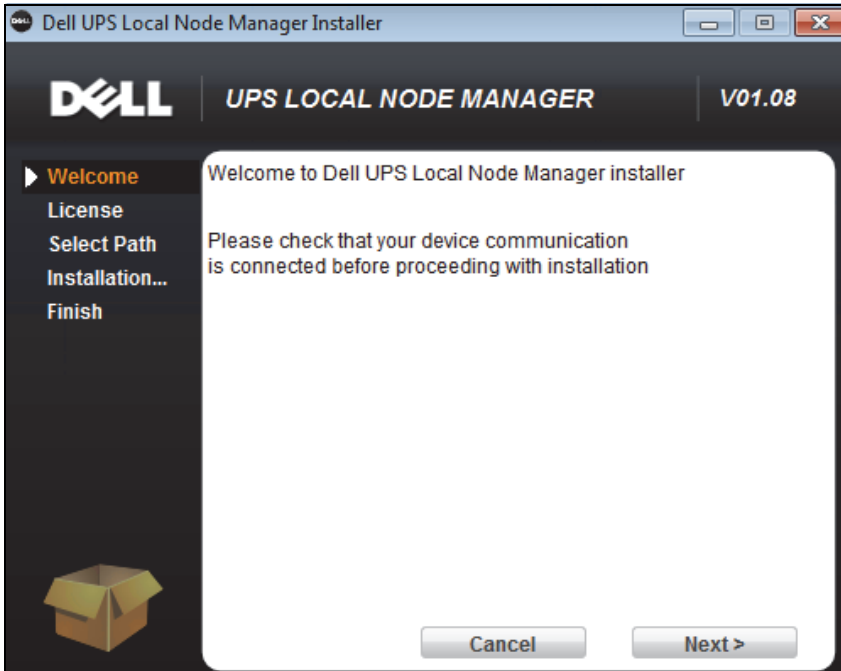 Dell UPS Local Node Manager Installer
DELL
UPS LOCAL NODE MANAGER
V01.08
Welcome
License
Select Path
Installation...
Finish
Welcome to Dell UPS Local Node Manager installer
Please check that your device communication
is connected before proceeding with installation
Cancel
Next >